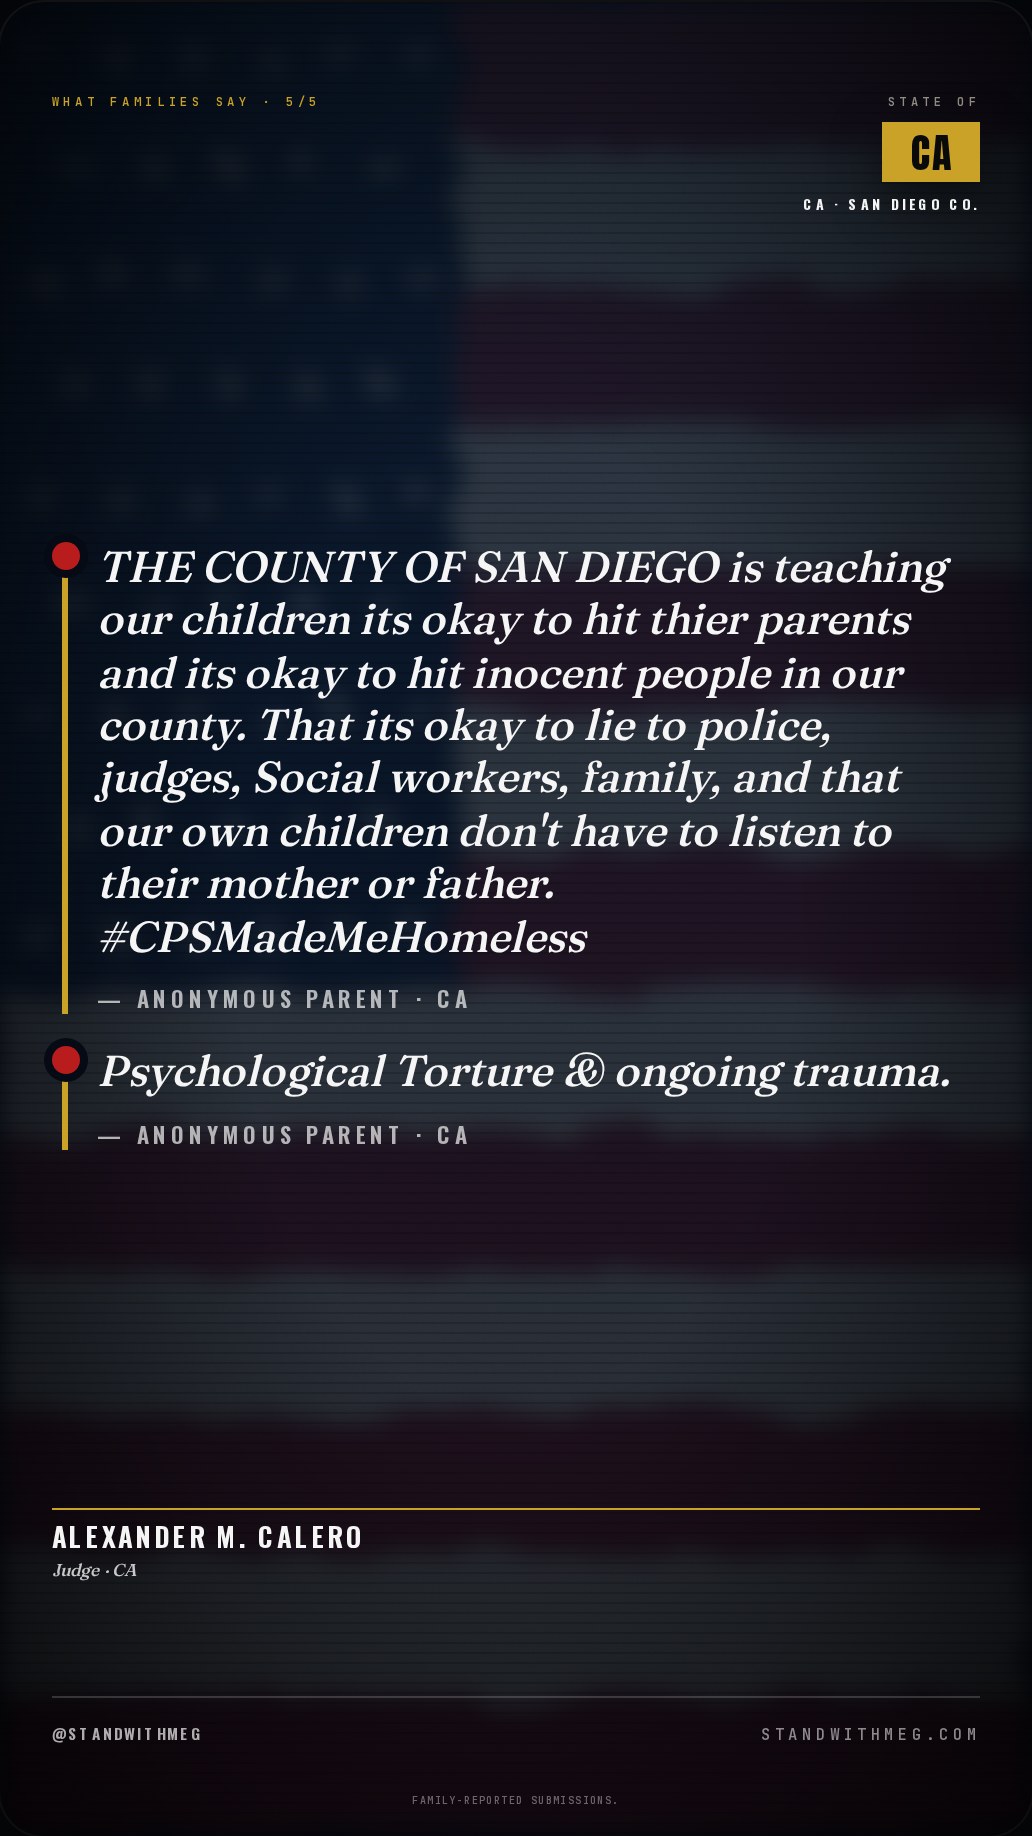 WHAT FAMILIES SAY · 5/5
STATE OF
CA
CA · SAN DIEGO CO.
THE COUNTY OF SAN DIEGO is teaching
our children its okay to hit thier parents
and its okay to hit inocent people in our
county. That its okay to lie to police,
judges, Social workers, family, and that
our own children don't have to listen to
their mother or father.
#CPSMadeMeHomeless
— ANONYMOUS PARENT · CA
Psychological Torture & ongoing trauma.
— ANONYMOUS PARENT · CA
ALEXANDER M. CALERO
Judge · CA
@STANDWITHMEG
STANDWITHMEG.COM
FAMILY-REPORTED SUBMISSIONS.